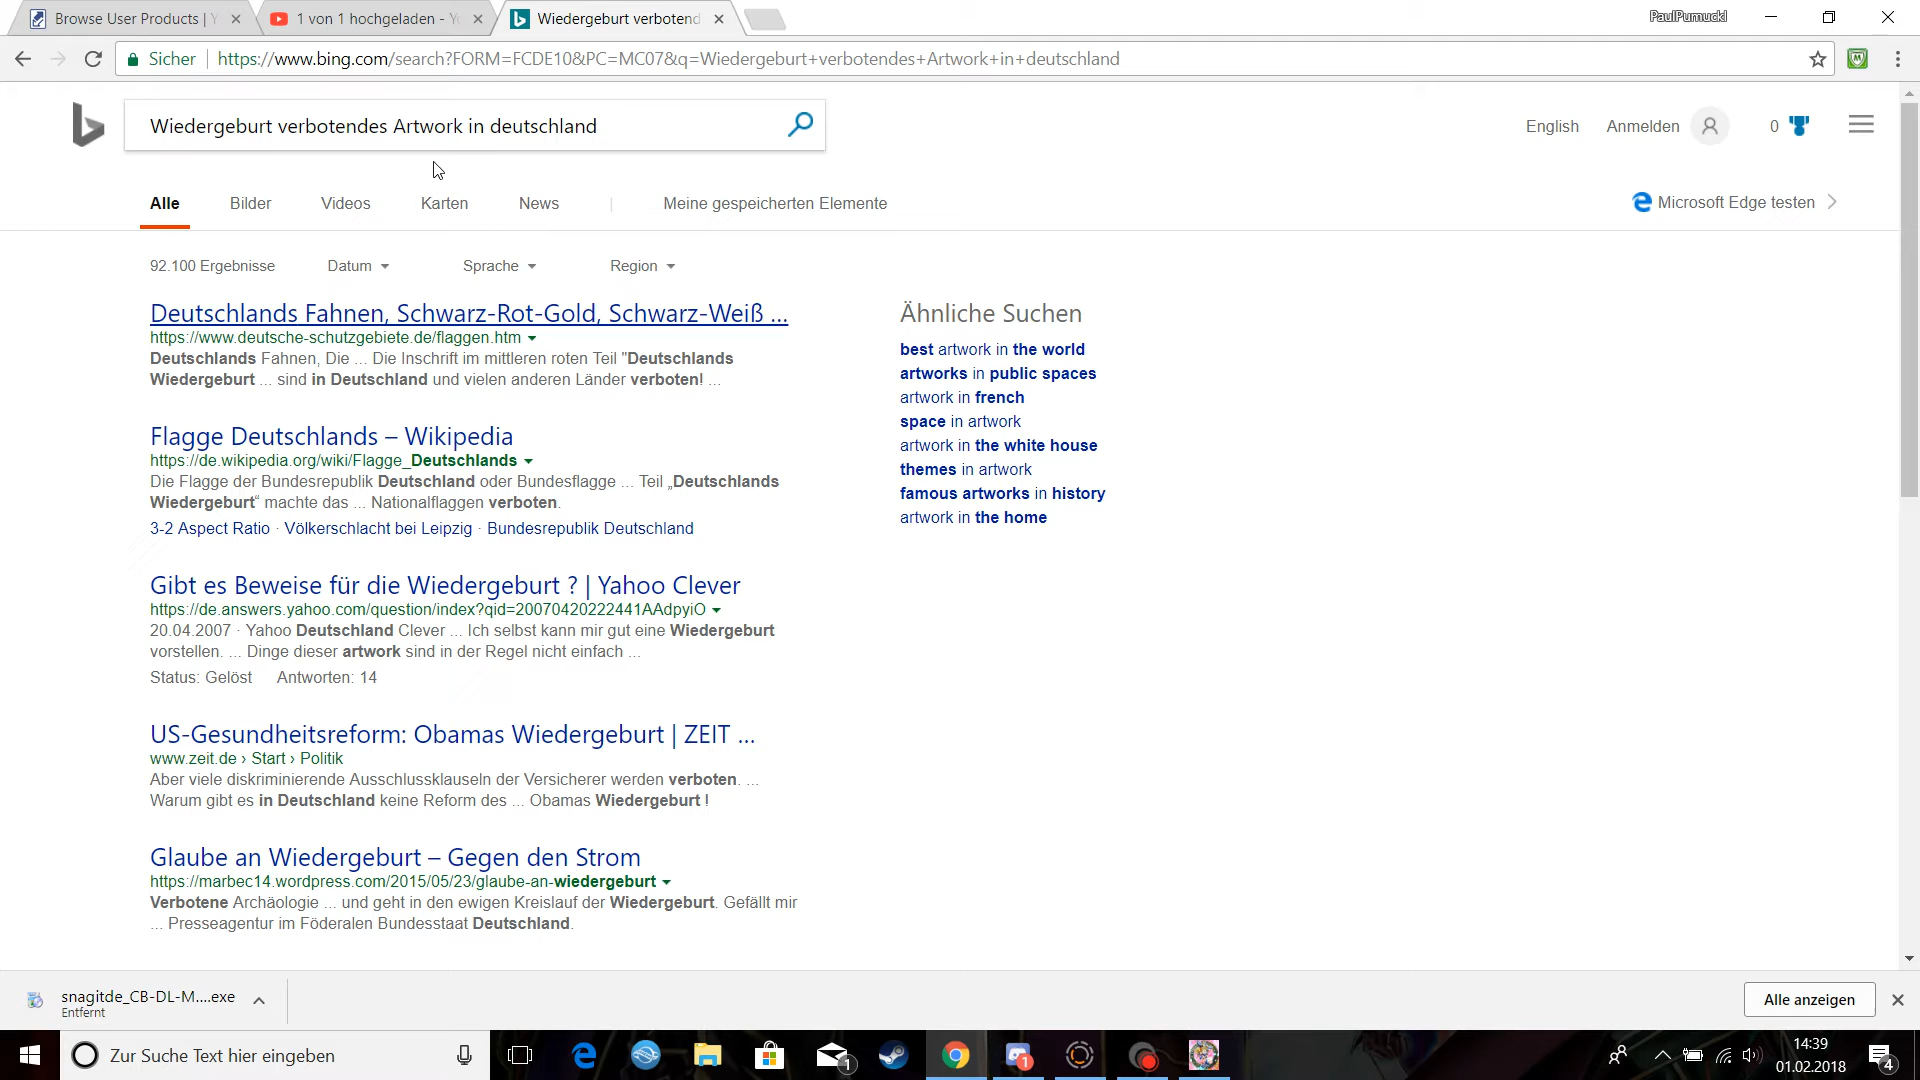 Browse User Products | Y
1 von 1 hochgeladen - Yo
Wiedergeburt verbotend
PaulPumuckl
Sicher
https://www.bing.com/search?FORM=FCDE10&PC=MC07&q=Wiedergeburt+verbotendes+Artwork+in+deutschland
Wiedergeburt verbotendes Artwork in deutschland
English
Anmelden
0
Alle
Bilder
Videos
Karten
News
Meine gespeicherten Elemente
Microsoft Edge testen
92.100 Ergebnisse
Datum
Sprache
Region
Deutschlands Fahnen, Schwarz-Rot-Gold, Schwarz-Weiß ...
https://www.deutsche-schutzgebiete.de/flaggen.htm
Deutschlands Fahnen, Die ... Die Inschrift im mittleren roten Teil "Deutschlands
Wiedergeburt ... sind in Deutschland und vielen anderen Länder verboten! ...
Flagge Deutschlands – Wikipedia
https://de.wikipedia.org/wiki/Flagge_Deutschlands
Die Flagge der Bundesrepublik Deutschland oder Bundesflagge ... Teil „Deutschlands
Wiedergeburt“ machte das ... Nationalflaggen verboten.
3-2 Aspect Ratio · Völkerschlacht bei Leipzig · Bundesrepublik Deutschland
Gibt es Beweise für die Wiedergeburt ? | Yahoo Clever
https://de.answers.yahoo.com/question/index?qid=20070420222441AAdpyiO
20.04.2007 · Yahoo Deutschland Clever ... Ich selbst kann mir gut eine Wiedergeburt
vorstellen. ... Dinge dieser artwork sind in der Regel nicht einfach ...
Status: Gelöst Antworten: 14
US-Gesundheitsreform: Obamas Wiedergeburt | ZEIT ...
www.zeit.de › Start › Politik
Aber viele diskriminierende Ausschlussklauseln der Versicherer werden verboten. ...
Warum gibt es in Deutschland keine Reform des ... Obamas Wiedergeburt !
Glaube an Wiedergeburt – Gegen den Strom
https://marbec14.wordpress.com/2015/05/23/glaube-an-wiedergeburt
Verbotene Archäologie ... und geht in den ewigen Kreislauf der Wiedergeburt. Gefällt mir
... Presseagentur im Föderalen Bundesstaat Deutschland.
Ähnliche Suchen
best artwork in the world
artworks in public spaces
artwork in french
space in artwork
artwork in the white house
themes in artwork
famous artworks in history
artwork in the home
snagitde_CB-DL-M....exe
Entfernt
Alle anzeigen
Zur Suche Text hier eingeben
1
1
14:39
01.02.2018
4